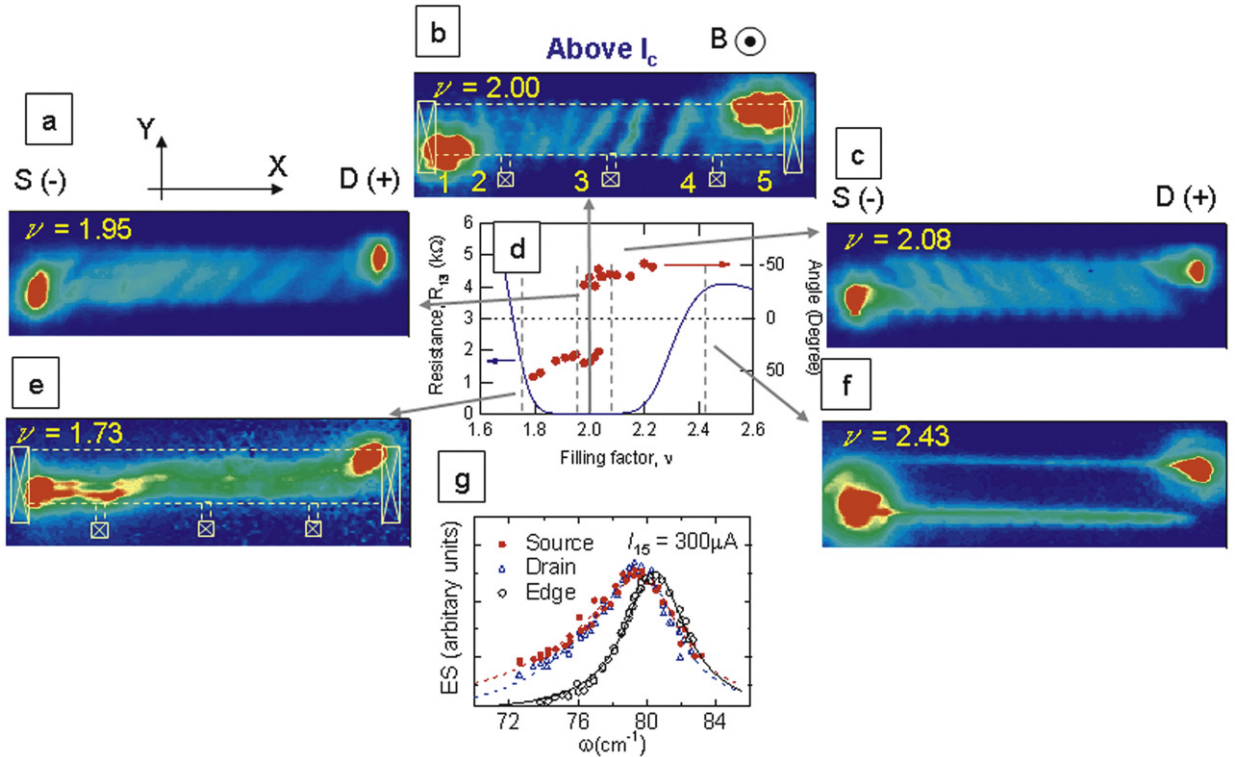 b
Above I_c
B
ν = 2.00
1 2 3 4 5
a
Y
X
S (-)
D (+)
ν = 1.95
c
S (-)
D (+)
ν = 2.08
d
Resistance, R_13 (kΩ)
6
5
4
3
2
1
0
-50
0
50
Angle (Degree)
1.6 1.8 2.0 2.2 2.4 2.6
Filling factor, ν
e
ν = 1.73
f
ν = 2.43
g
Source
Drain
Edge
I_15 = 300μA
ES (arbitary units)
72 76 80 84
ω(cm⁻¹)